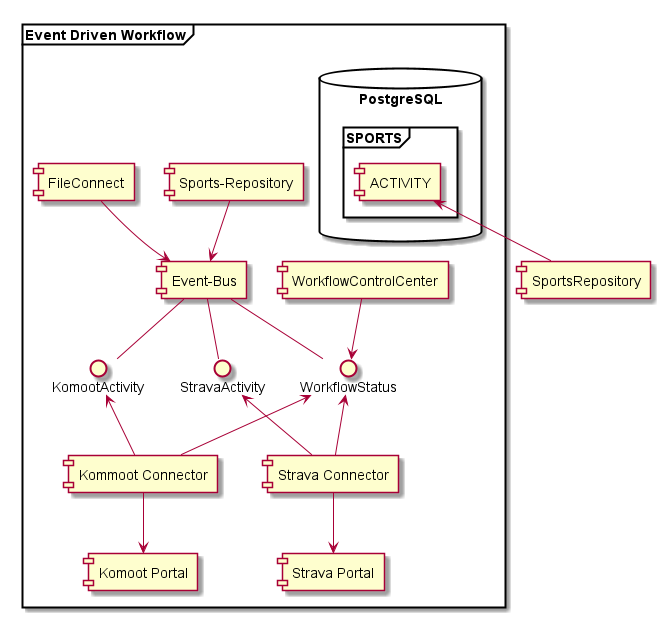 Event Driven Workflow
PostgreSQL
SPORTS
FileConnect
Sports-Repository
ACTIVITY
Event-Bus
WorkflowControlCenter
SportsRepository
KomootActivity
StravaActivity
WorkflowStatus
Kommoot Connector
Strava Connector
Komoot Portal
Strava Portal